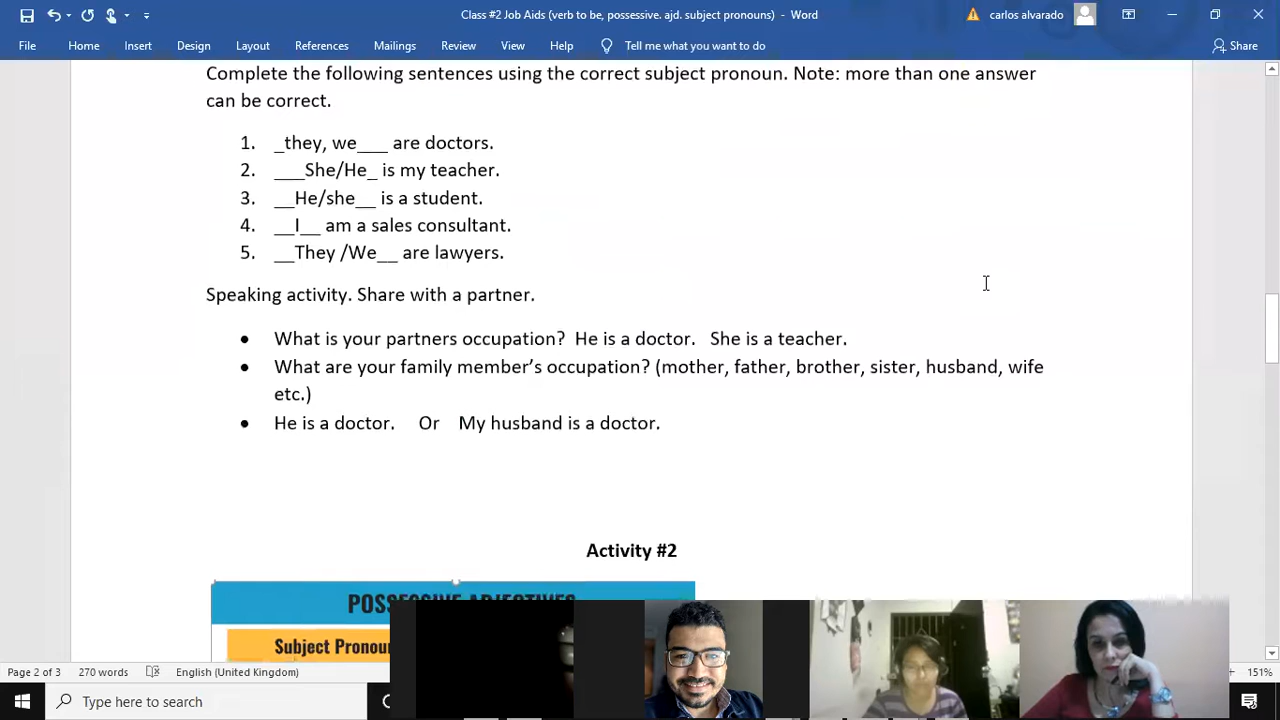 Class #2 Job Aids (verb to be, possessive. ajd. subject pronouns) - Word
carlos alvarado
File Home Insert Design Layout References Mailings Review View Help Tell me what you want to do Share
Complete the following sentences using the correct subject pronoun. Note: more than one answer
can be correct.
1. _they, we___ are doctors.
2. ___She/He_ is my teacher.
3. __He/she__ is a student.
4. __I__ am a sales consultant.
5. __They /We__ are lawyers.
Speaking activity. Share with a partner.
• What is your partners occupation? He is a doctor. She is a teacher.
• What are your family member’s occupation? (mother, father, brother, sister, husband, wife
etc.)
• He is a doctor. Or My husband is a doctor.
Activity #2
POSSESSIVE ADJECTIVES
Subject Pronoun
Page 2 of 3 270 words English (United Kingdom) 151%
Type here to search